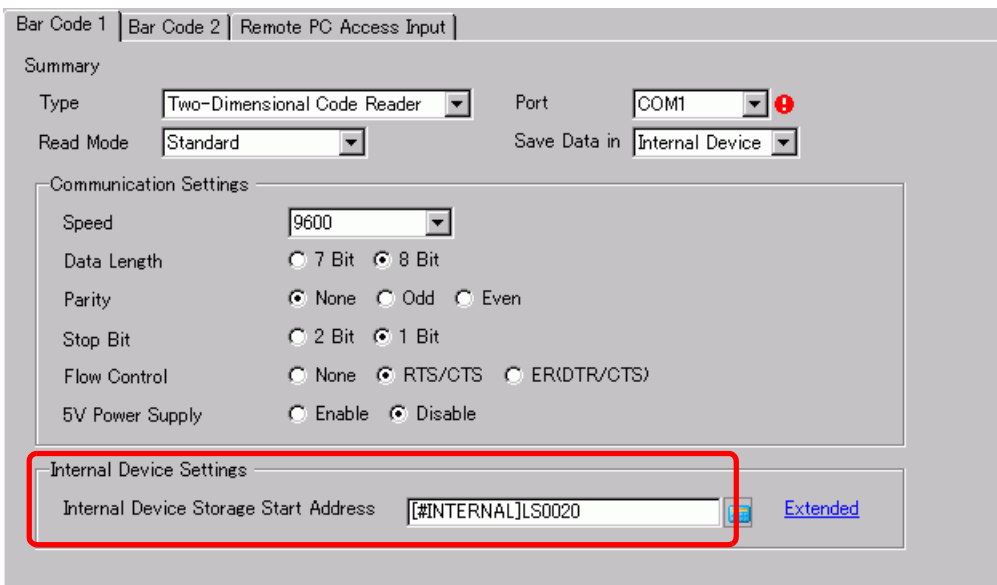 Bar Code 1 Bar Code 2 Remote PC Access Input
Summary
Type Two-Dimensional Code Reader Port COM1
Read Mode Standard Save Data in Internal Device
Communication Settings
Speed 9600
Data Length 7 Bit 8 Bit
Parity None Odd Even
Stop Bit 2 Bit 1 Bit
Flow Control None RTS/CTS ER(DTR/CTS)
5V Power Supply Enable Disable
Internal Device Settings
Internal Device Storage Start Address [#INTERNAL]LS0020 Extended